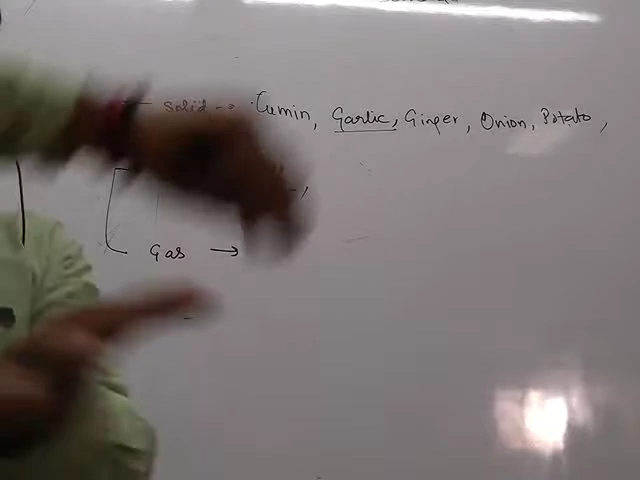 Solid --> Cumin, Garlic, Ginger, Onion, Potato,
Gas →